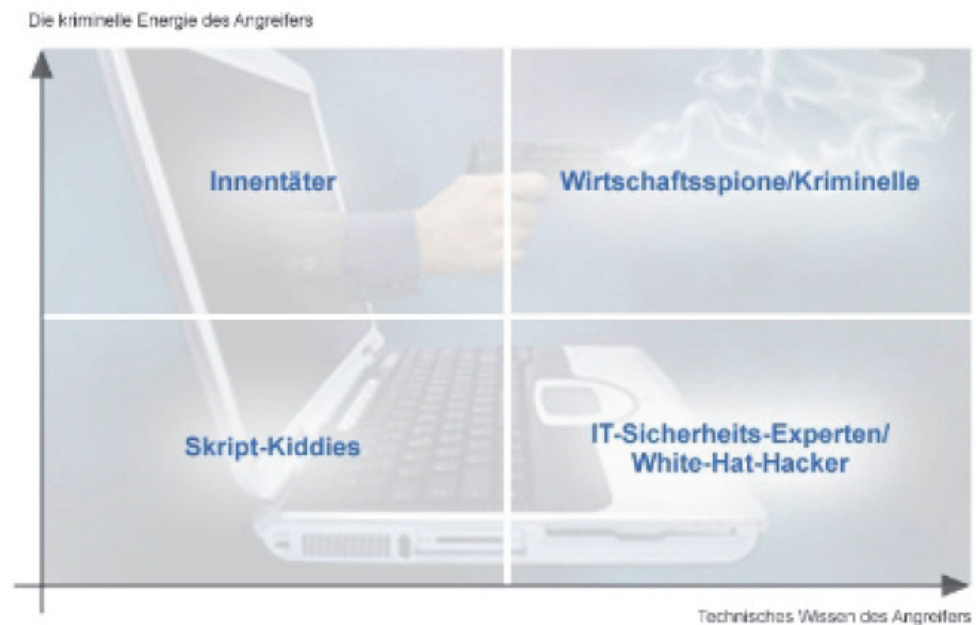 Die kriminelle Energie des Angreifers
Innentäter
Wirtschaftsspione/Kriminelle
Skript-Kiddies
IT-Sicherheits-Experten/
White-Hat-Hacker
Technisches Wissen des Angreifers